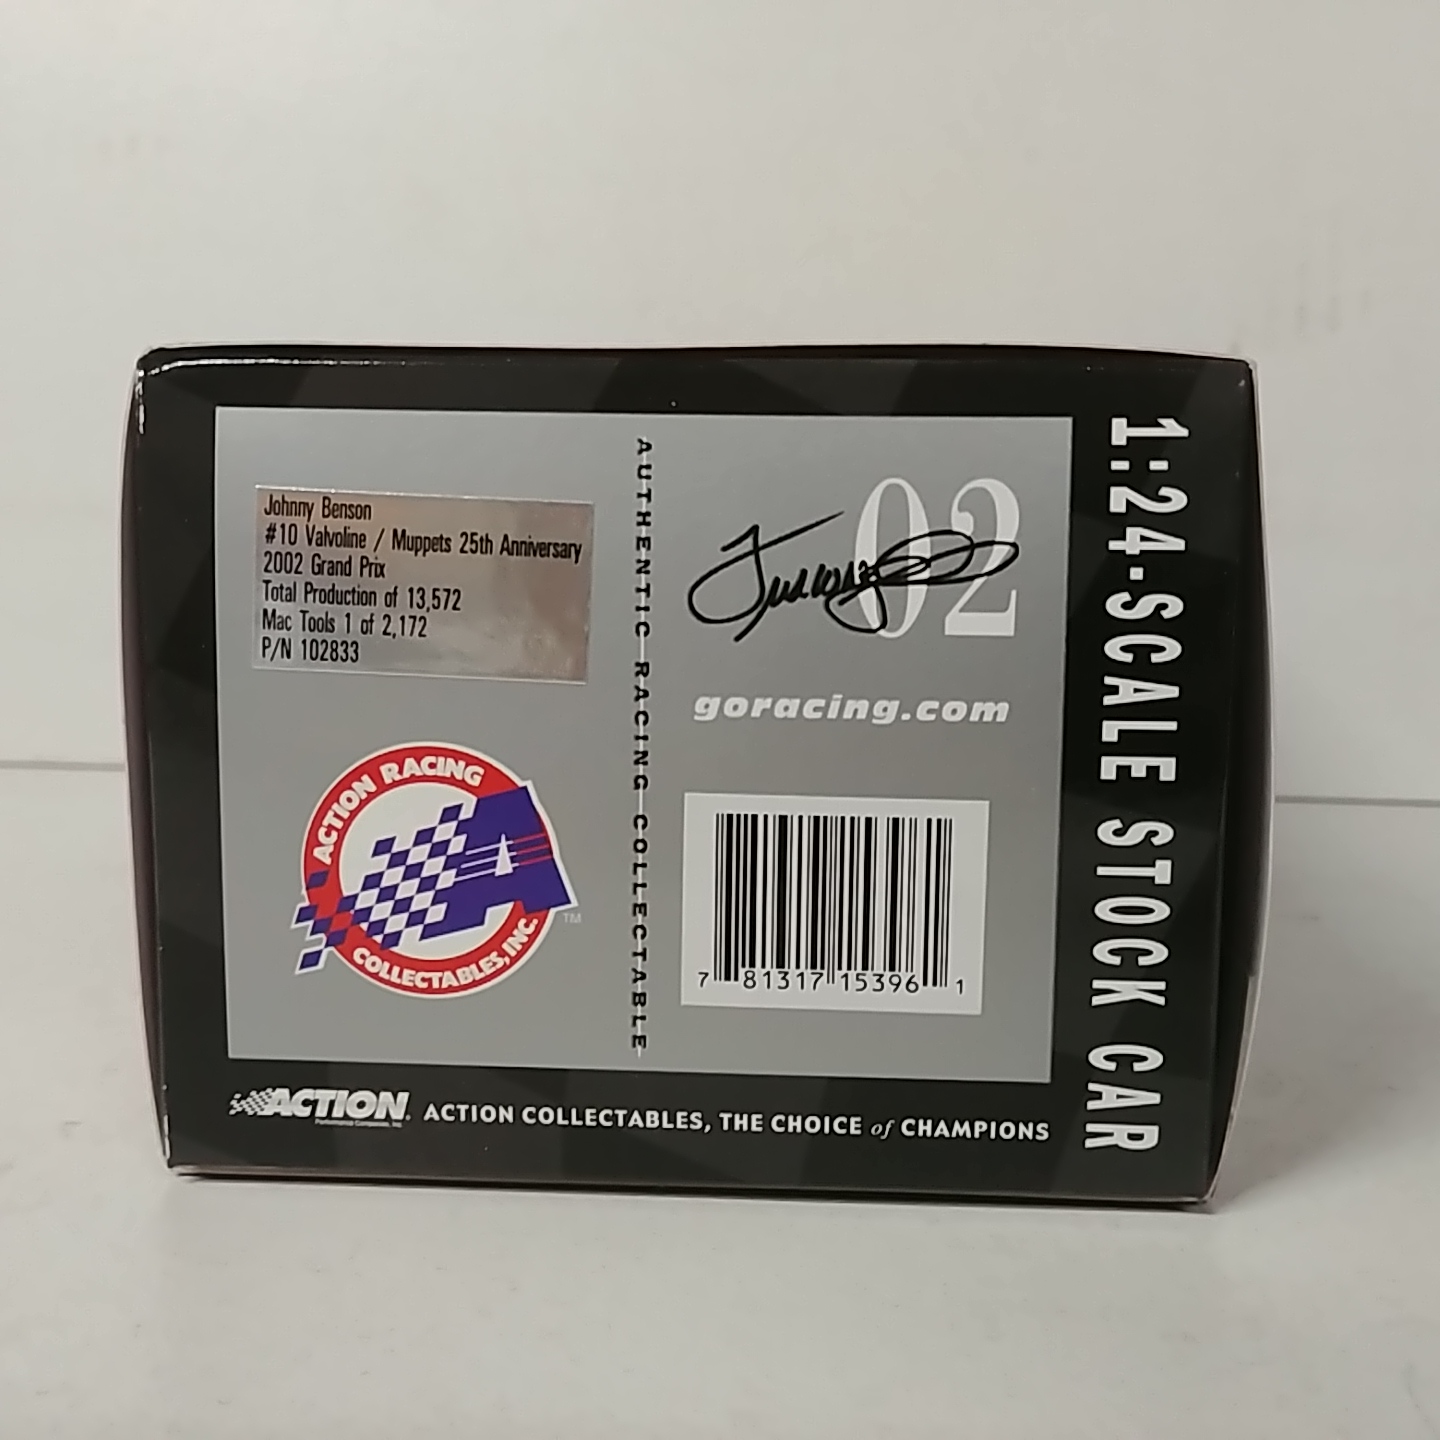 Johnny Benson
#10 Valvoline / Muppets 25th Anniversary
2002 Grand Prix
Total Production of 13,572
Mac Tools 1 of 2,172
P/N 102833
ACTION RACING
COLLECTABLES, INC.
TM
AUTHENTIC RACING COLLECTABLE
02
goracing.com
7 81317 15396 1
1:24-SCALE STOCK CAR
ACTION
ACTION COLLECTABLES, THE CHOICE of CHAMPIONS